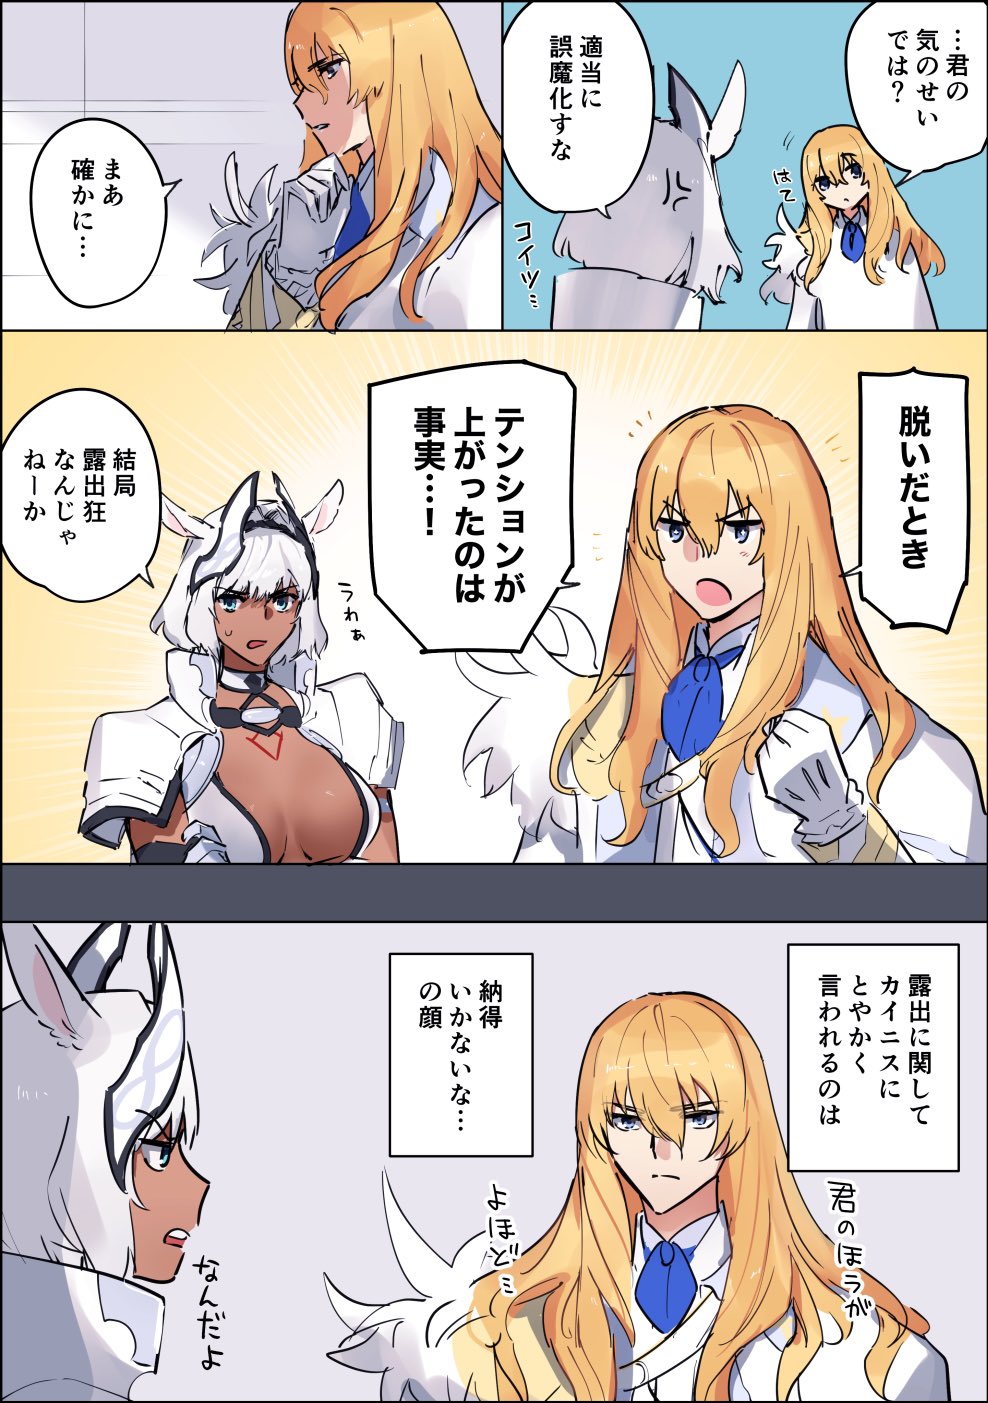 …君の
気のせい
では？
はて
適当に
誤魔化すな
コイツ…
まあ
確かに…
脱いだとき
テンションが
上がったのは
事実…！
うわぁ
結局
露出狂
なんじゃ
ねーか
露出に関して
カイニスに
とやかく
言われるのは
納得
いかないな…
の顔
君のほうが
よほど…
なんだよ